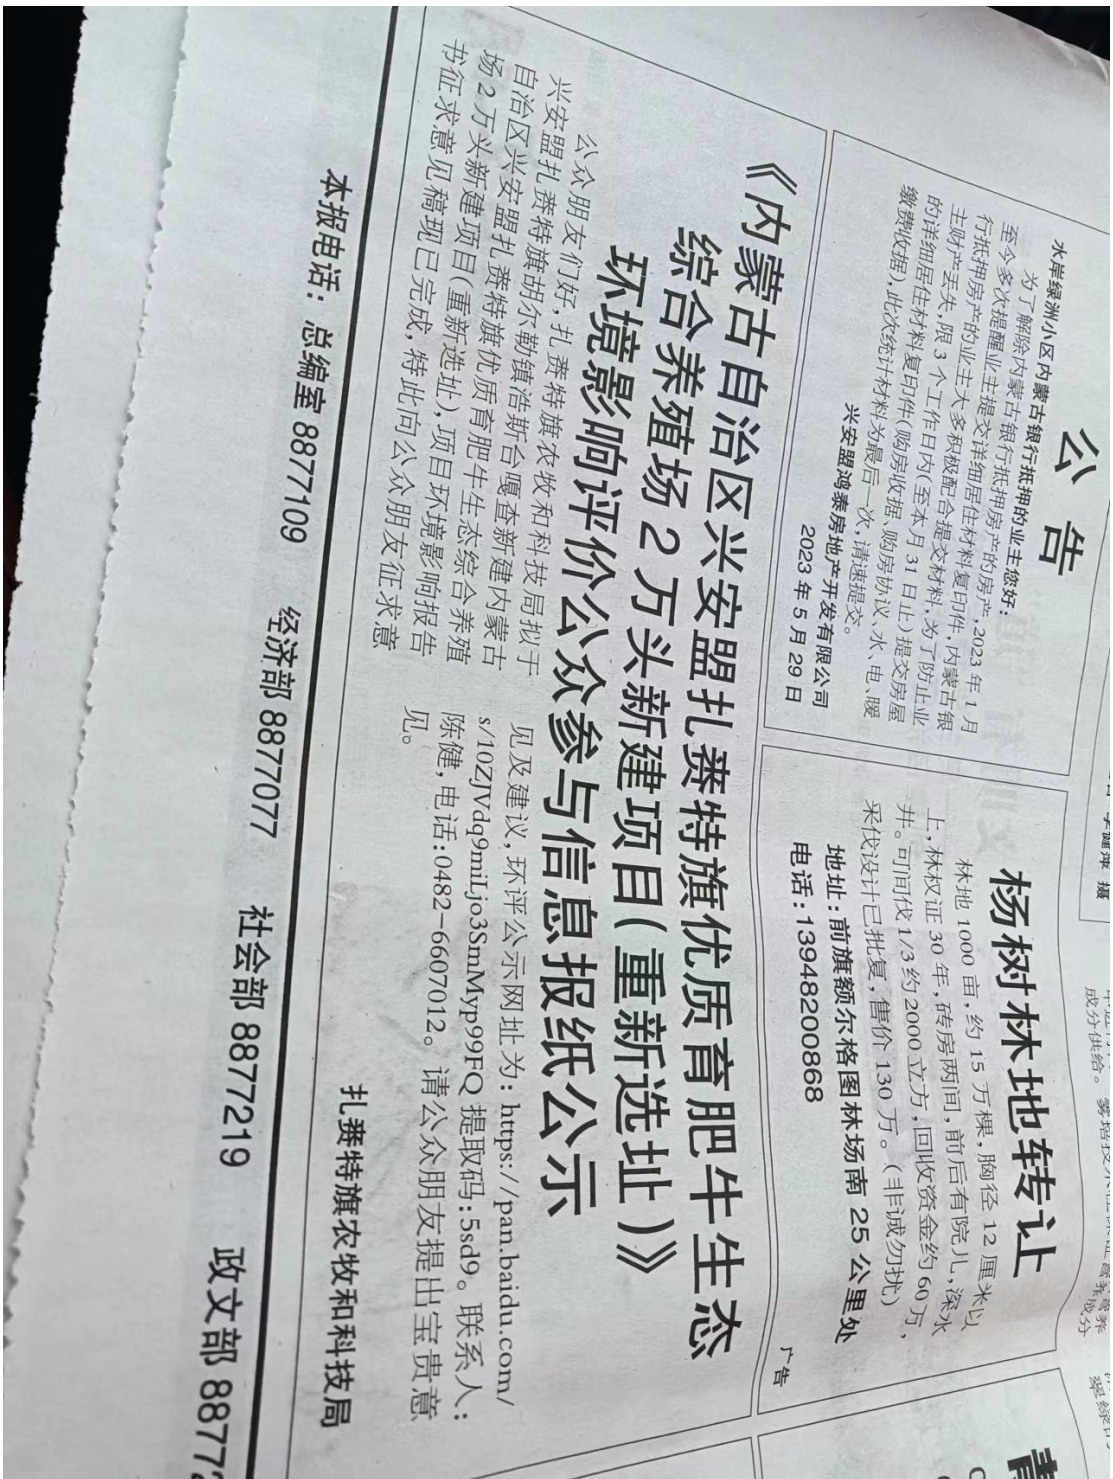 公告
水岸绿洲小区内蒙古银行抵押的业主您好：
为了解除内蒙古银行抵押房产的房产，2023年1月
至今多次提醒业主提交详细居住材料复印件，内蒙古银
行抵押房产的业主大多积极配合提交材料，为了防止业
主财产丢失，限3个工作日内（至本月31日止）提交房屋
的详细居住材料复印件（购房收据、购房协议、水、电、暖
缴费收据），此次统计材料为最后一次，请速提交。
兴安盟鸿泰房地产开发有限公司
2023年5月29日
杨树林地转让
林地1000亩，约15万棵，胸径12厘米以
上，林权证30年，砖房两间，前后有院儿，深水
井。可间伐1/3约2000立方，回收资金约60万，
采伐设计已批复，售价130万。（非诚勿扰）
地址：前旗额尔格图林场南25公里处
电话：13948200868
广告
《内蒙古自治区兴安盟扎赉特旗优质育肥牛生态
综合养殖场2万头新建项目（重新选址）》
环境影响评价公众参与信息报纸公示
公众朋友们好，扎赉特旗农牧和科技局拟于
兴安盟扎赉特旗胡尔勒镇浩斯台嘎查新建内蒙古
自治区兴安盟扎赉特旗优质育肥牛生态综合养殖
场2万头新建项目（重新选址），项目环境影响报告
书征求意见稿现已完成，特此向公众朋友征求意
见及建议，环评公示网址为：https://pan.baidu.com/
s/10ZJVdq9miLjo3SmMyp99FQ 提取码：5sd9。联系人：
陈健，电话：0482-6607012。请公众朋友提出宝贵意
见。
扎赉特旗农牧和科技局
本报电话：总编室 8877109 经济部 8877077 社会部 8877219 政文部 8877